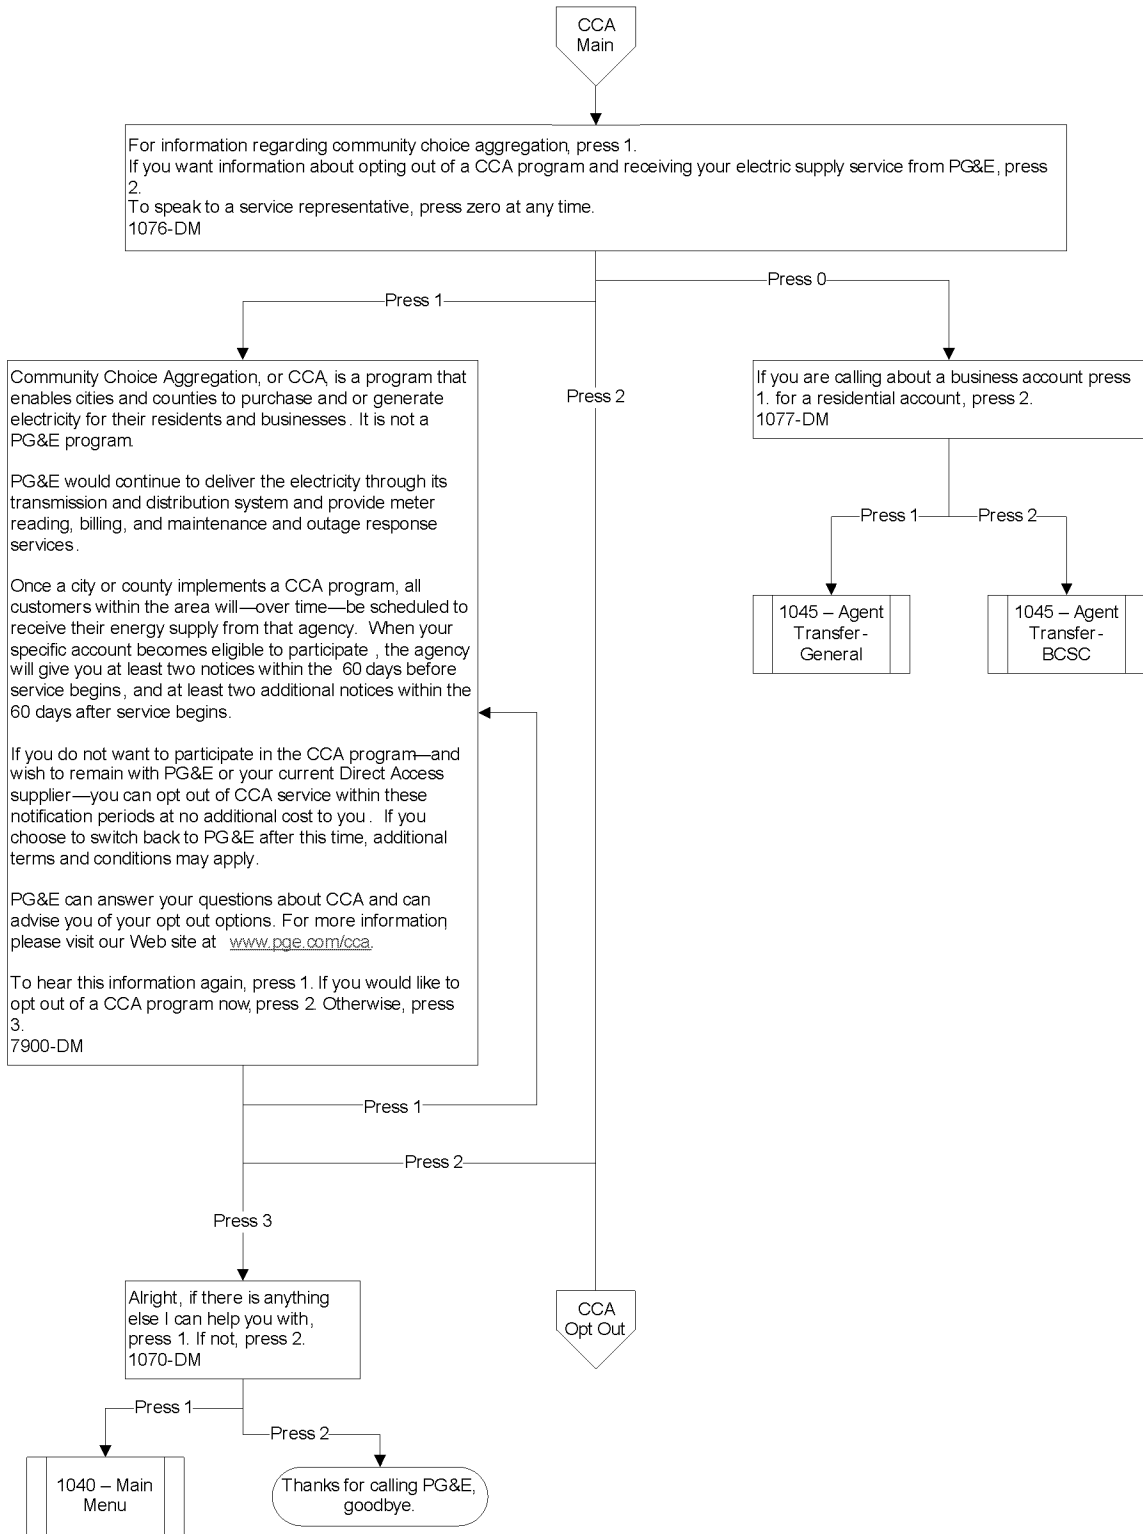 CCA
Main
For information regarding community choice aggregation, press 1.
If you want information about opting out of a CCA program and receiving your electric supply service from PG&E, press
2.
To speak to a service representative, press zero at any time.
1076-DM
Press 0
Press 1
Press 2
Community Choice Aggregation, or CCA, is a program that
enables cities and counties to purchase and or generate
electricity for their residents and businesses. It is not a
PG&E program.
PG&E would continue to deliver the electricity through its
transmission and distribution system and provide meter
reading, billing, and maintenance and outage response
services.
Once a city or county implements a CCA program, all
customers within the area will—over time—be scheduled to
receive their energy supply from that agency. When your
specific account becomes eligible to participate , the agency
will give you at least two notices within the 60 days before
service begins, and at least two additional notices within the
60 days after service begins.
If you do not want to participate in the CCA program—and
wish to remain with PG&E or your current Direct Access
supplier—you can opt out of CCA service within these
notification periods at no additional cost to you. If you
choose to switch back to PG&E after this time, additional
terms and conditions may apply.
PG&E can answer your questions about CCA and can
advise you of your opt out options. For more information,
please visit our Web site at www.pge.com/cca.
To hear this information again, press 1. If you would like to
opt out of a CCA program now, press 2. Otherwise, press
3.
7900-DM
If you are calling about a business account press
1. for a residential account, press 2.
1077-DM
Press 1
Press 2
1045 – Agent
Transfer-
General
1045 – Agent
Transfer-
BCSC
Press 1
Press 2
Press 3
Alright, if there is anything
else I can help you with,
press 1. If not, press 2.
1070-DM
CCA
Opt Out
Press 1
Press 2
1040 – Main
Menu
Thanks for calling PG&E,
goodbye.